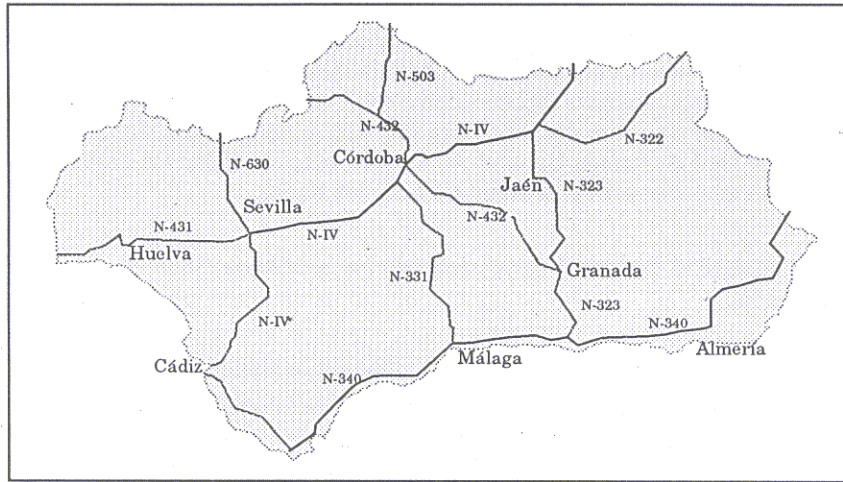 N-503
N-432
N-IV
N-322
N-630
Córdoba
Jaén
N-323
Sevilla
N-431
N-IV
N-432
Huelva
N-331
Granada
N-323
N-IV
N-340
Almería
Málaga
Cádiz
N-340